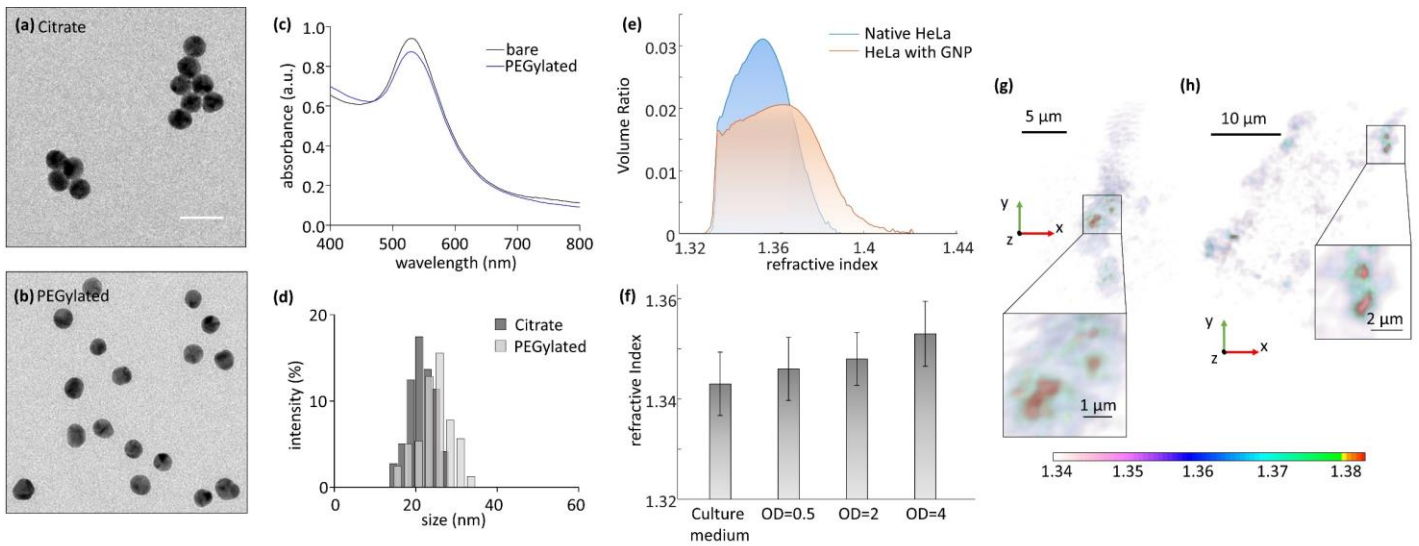 (a) Citrate
(b) PEGylated
(c)
bare
PEGylated
absorbance (a.u.)
1.0
0.8
0.6
0.4
0.2
0.0
400 500 600 700 800
wavelength (nm)
(d)
Citrate
PEGylated
intensity (%)
20
10
0
0 20 40 60
size (nm)
(e)
Native HeLa
HeLa with GNP
Volume Ratio
0.03
0.02
0.01
0
1.32 1.36 1.4 1.44
refractive index
(f)
refractive Index
1.36
1.34
1.32
Culture medium
OD=0.5
OD=2
OD=4
(g)
5 µm
y
z
x
1 µm
(h)
10 µm
2 µm
y
z
x
1.34 1.35 1.36 1.37 1.38